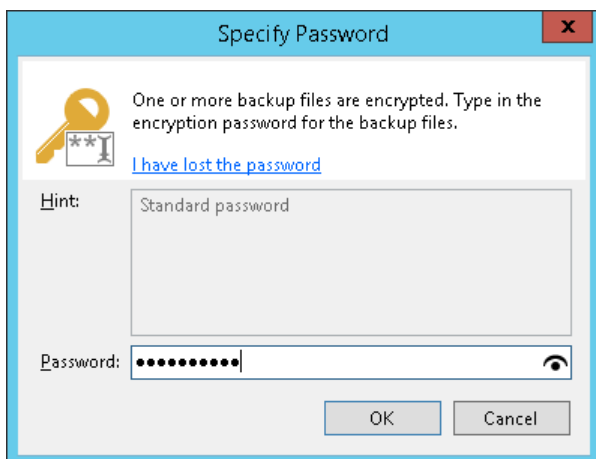 Specify Password
x
One or more backup files are encrypted. Type in the
encryption password for the backup files.
**
I have lost the password
Hint:
Standard password
Password:
••••••••••
OK
Cancel